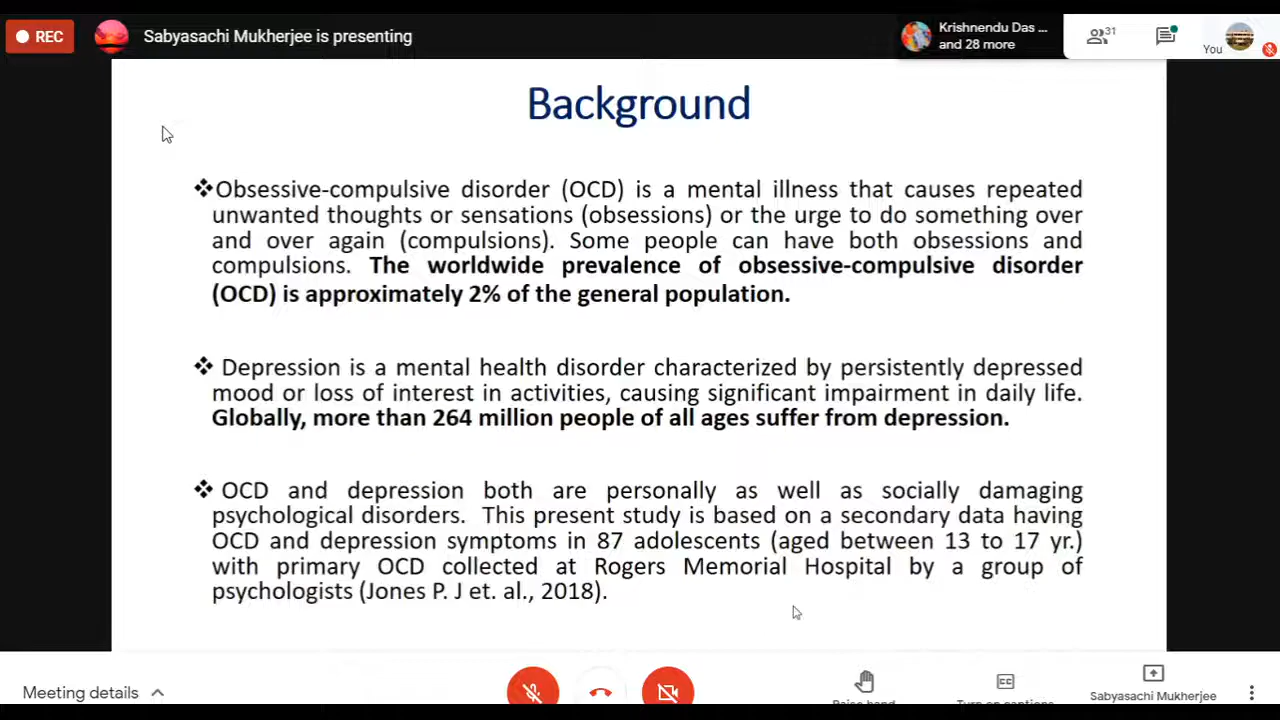 REC
Sabyasachi Mukherjee is presenting
Krishnendu Das ...
and 28 more
31
You
Background
❖Obsessive-compulsive disorder (OCD) is a mental illness that causes repeated
unwanted thoughts or sensations (obsessions) or the urge to do something over
and over again (compulsions). Some people can have both obsessions and
compulsions. The worldwide prevalence of obsessive-compulsive disorder
(OCD) is approximately 2% of the general population.
❖ Depression is a mental health disorder characterized by persistently depressed
mood or loss of interest in activities, causing significant impairment in daily life.
Globally, more than 264 million people of all ages suffer from depression.
❖ OCD and depression both are personally as well as socially damaging
psychological disorders. This present study is based on a secondary data having
OCD and depression symptoms in 87 adolescents (aged between 13 to 17 yr.)
with primary OCD collected at Rogers Memorial Hospital by a group of
psychologists (Jones P. J et. al., 2018).
Meeting details
CC
Raise hand
Turn on captions
Sabyasachi Mukherjee